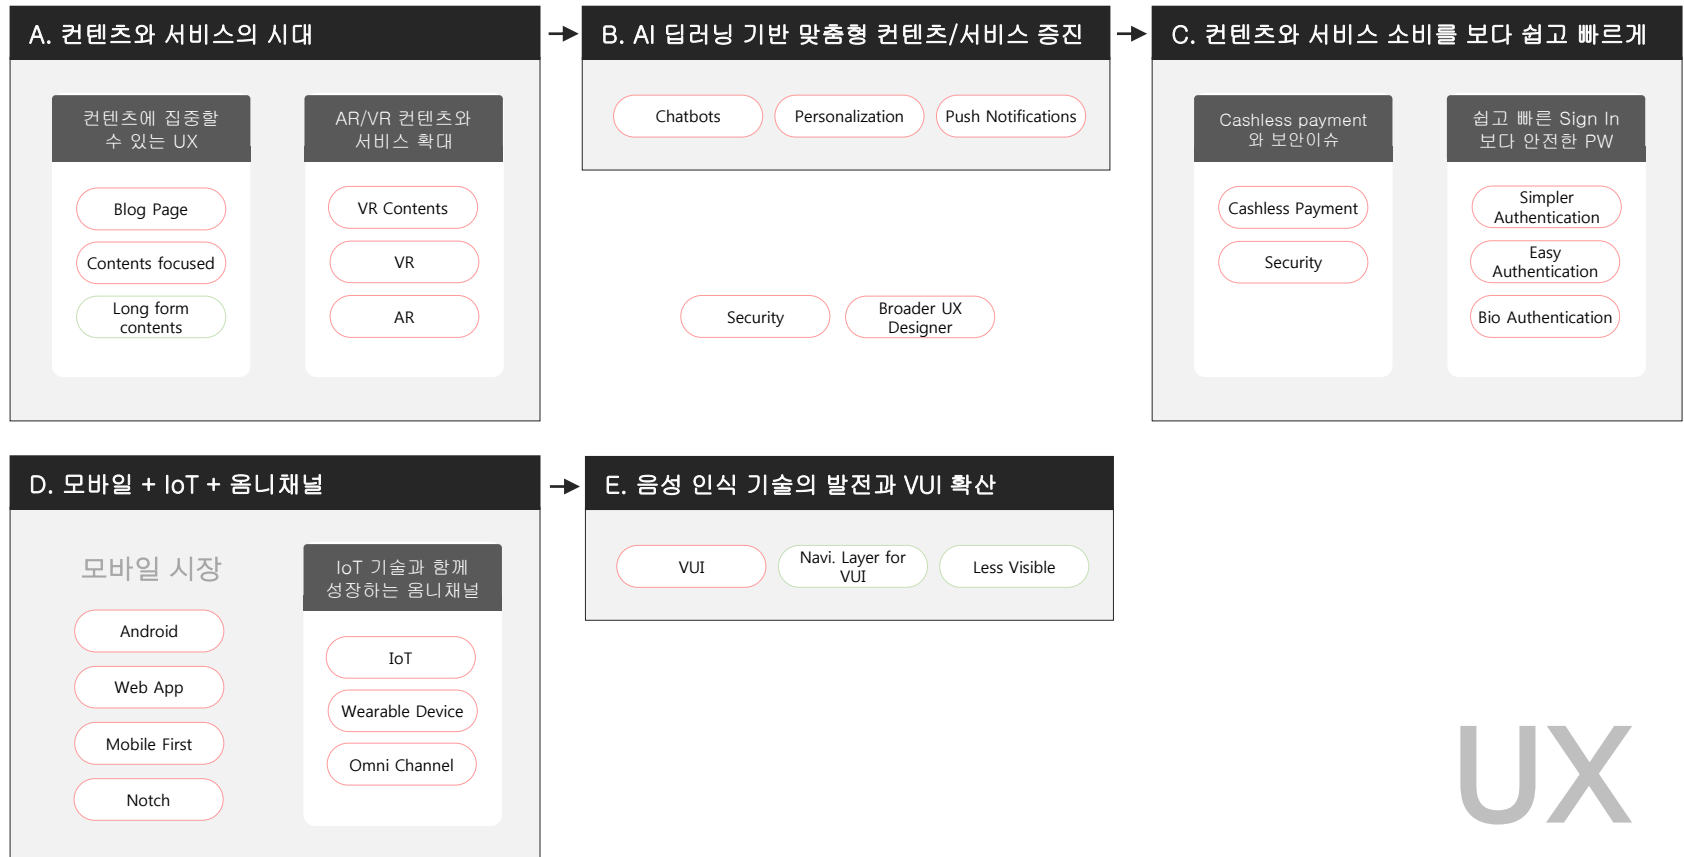 A. 컨텐츠와 서비스의 시대
컨텐츠에 집중할
수 있는 UX
Blog Page
Contents focused
Long form
contents
AR/VR 컨텐츠와
서비스 확대
VR Contents
VR
AR
B. AI 딥러닝 기반 맞춤형 컨텐츠/서비스 증진
Chatbots
Personalization
Push Notifications
Security
Broader UX
Designer
C. 컨텐츠와 서비스 소비를 보다 쉽고 빠르게
Cashless payment
와 보안이슈
Cashless Payment
Security
쉽고 빠른 Sign In
보다 안전한 PW
Simpler
Authentication
Easy
Authentication
Bio Authentication
D. 모바일 + IoT + 옴니채널
모바일 시장
Android
Web App
Mobile First
Notch
IoT 기술과 함께
성장하는 옴니채널
IoT
Wearable Device
Omni Channel
E. 음성 인식 기술의 발전과 VUI 확산
VUI
Navi. Layer for
VUI
Less Visible
UX